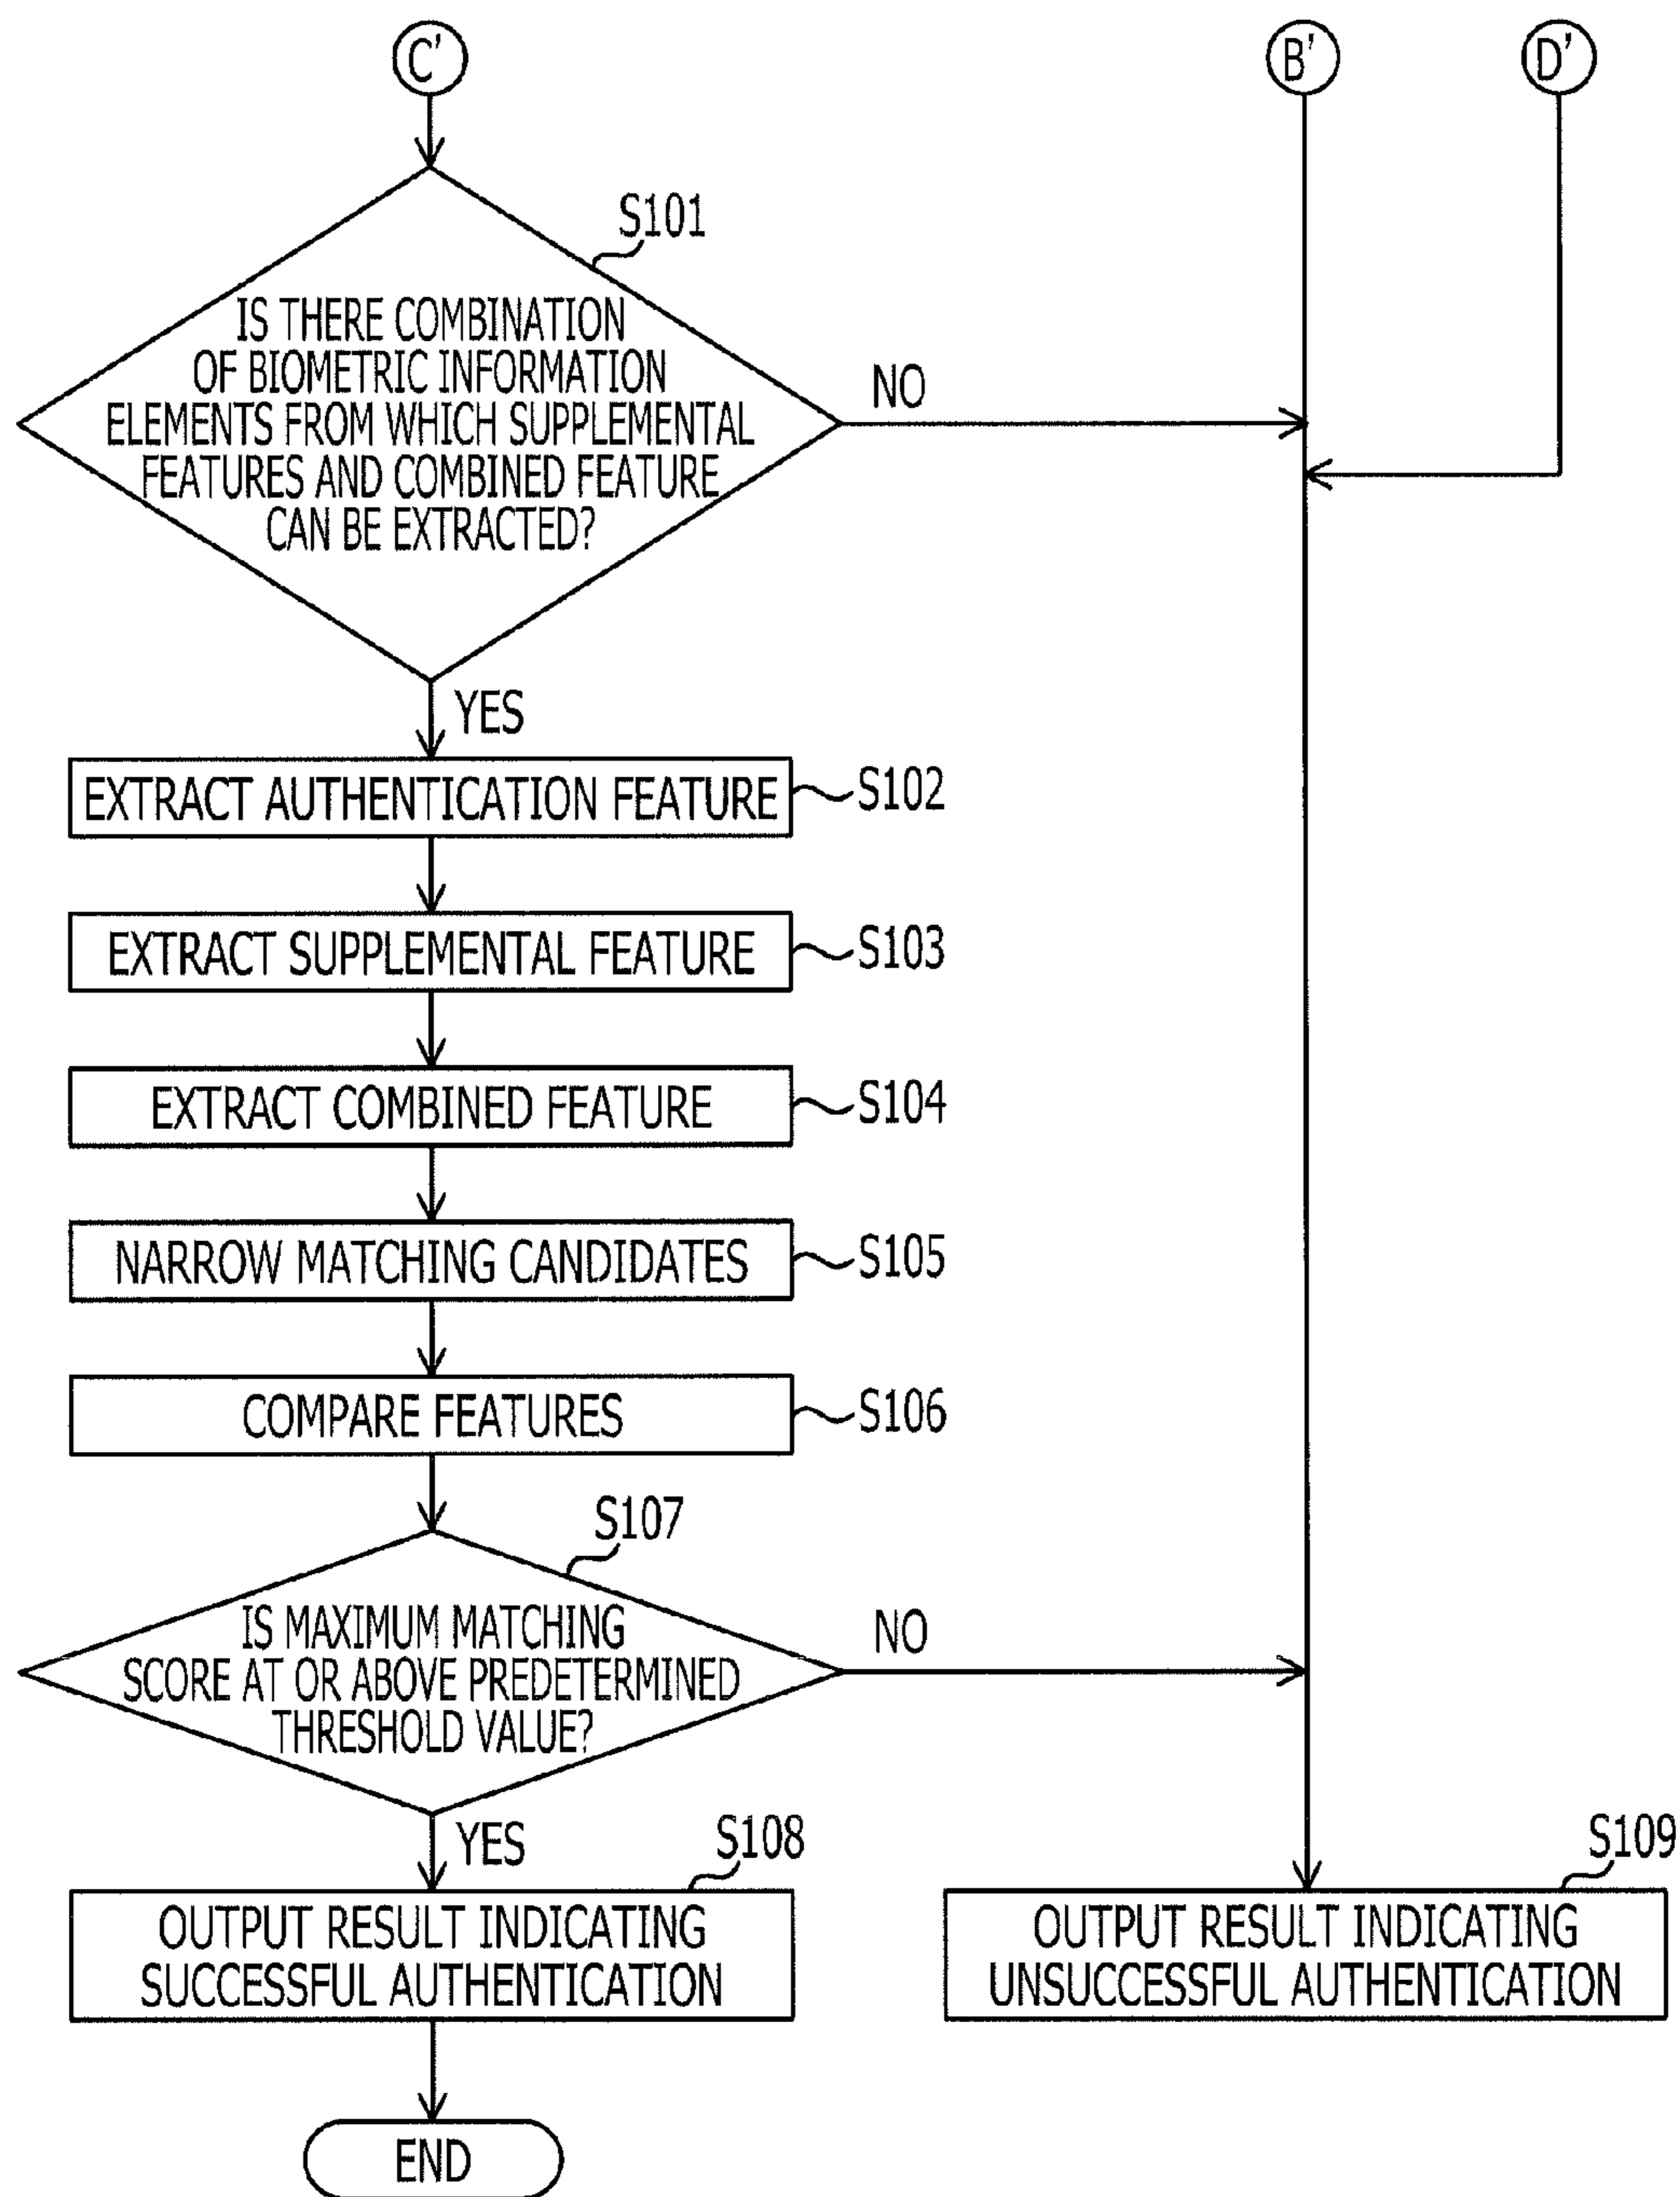 C'
B'
D'
S101
IS THERE COMBINATION
OF BIOMETRIC INFORMATION
ELEMENTS FROM WHICH SUPPLEMENTAL
FEATURES AND COMBINED FEATURE
CAN BE EXTRACTED?
NO
YES
EXTRACT AUTHENTICATION FEATURE
S102
EXTRACT SUPPLEMENTAL FEATURE
S103
EXTRACT COMBINED FEATURE
S104
NARROW MATCHING CANDIDATES
S105
COMPARE FEATURES
S106
S107
IS MAXIMUM MATCHING
SCORE AT OR ABOVE PREDETERMINED
THRESHOLD VALUE?
NO
YES
S108
OUTPUT RESULT INDICATING
SUCCESSFUL AUTHENTICATION
S109
OUTPUT RESULT INDICATING
UNSUCCESSFUL AUTHENTICATION
END